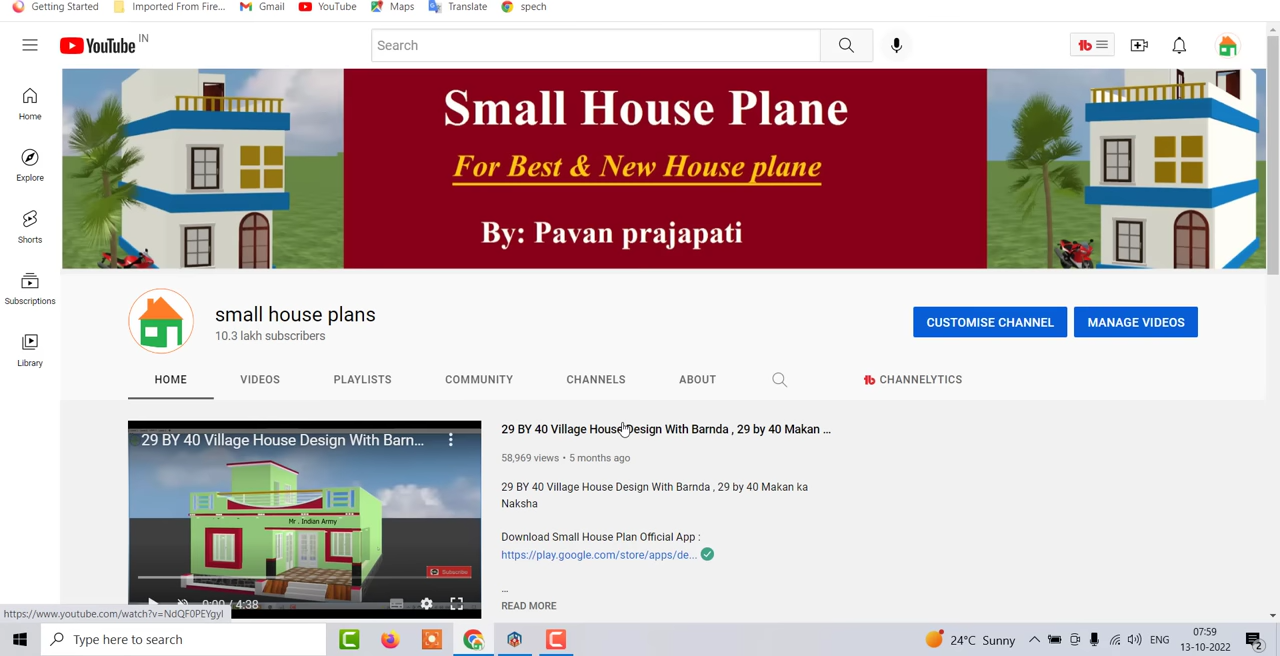 Getting Started
Imported From Fire...
Gmail
YouTube
Maps
Translate
spech
YouTube IN
Search
Home
Explore
Shorts
Subscriptions
Library
Small House Plane
For Best & New House plane
By: Pavan prajapati
small house plans
10.3 lakh subscribers
CUSTOMISE CHANNEL
MANAGE VIDEOS
HOME
VIDEOS
PLAYLISTS
COMMUNITY
CHANNELS
ABOUT
CHANNELYTICS
29 BY 40 Village House Design With Barn...
Mr . Indian Army
Subscribe
0:00 / 4:38
29 BY 40 Village House Design With Barnda , 29 by 40 Makan ...
58,969 views • 5 months ago
29 BY 40 Village House Design With Barnda , 29 by 40 Makan ka
Naksha
Download Small House Plan Official App :
https://play.google.com/store/apps/de...
...
READ MORE
https://www.youtube.com/watch?v=NdQF0PEYgyI
Type here to search
24°C Sunny
ENG
07:59
13-10-2022
2